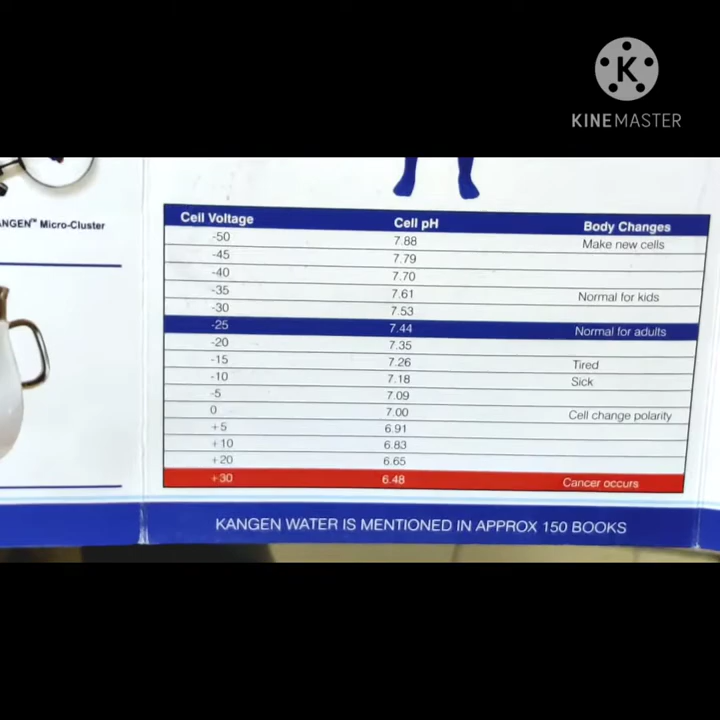 K
KINEMASTER
ANGEN™ Micro-Cluster
Cell Voltage Cell pH Body Changes
-50 7.88 Make new cells
-45 7.79
-40 7.70
-35 7.61 Normal for kids
-30 7.53
-25 7.44 Normal for adults
-20 7.35
-15 7.26 Tired
-10 7.18 Sick
-5 7.09
0 7.00 Cell change polarity
+5 6.91
+10 6.83
+20 6.65
+30 6.48 Cancer occurs
KANGEN WATER IS MENTIONED IN APPROX 150 BOOKS